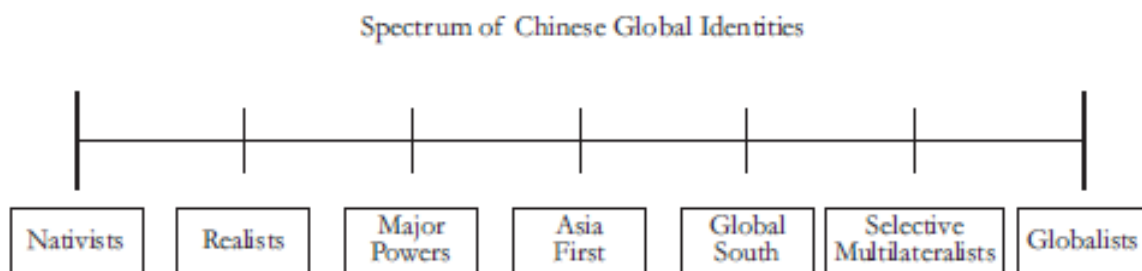 Spectrum of Chinese Global Identities
Nativists
Realists
Major
Powers
Asia
First
Global
South
Selective
Multilateralists
Globalists